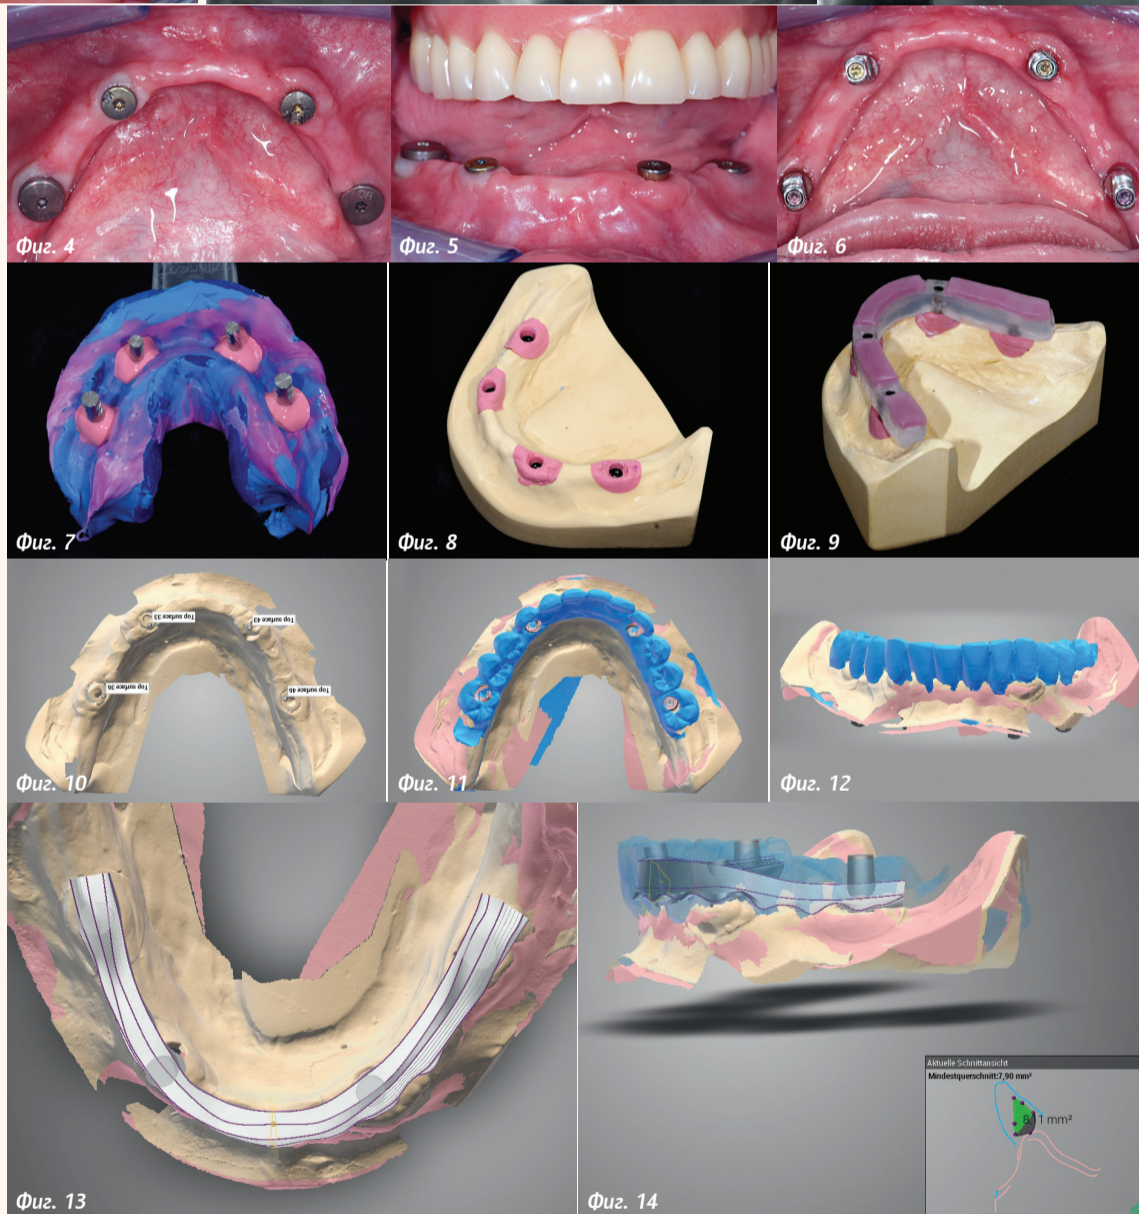 Фиг. 4
Фиг. 5
Фиг. 6
Фиг. 7
Фиг. 8
Фиг. 9
Top surface 33
Top surface 43
Top surface 36
Top surface 46
Фиг. 10
Фиг. 11
Фиг. 12
Фиг. 13
Aktuelle Schnittansicht
Mindestquerschnitt:7,90 mm²
mm²
Фиг. 14